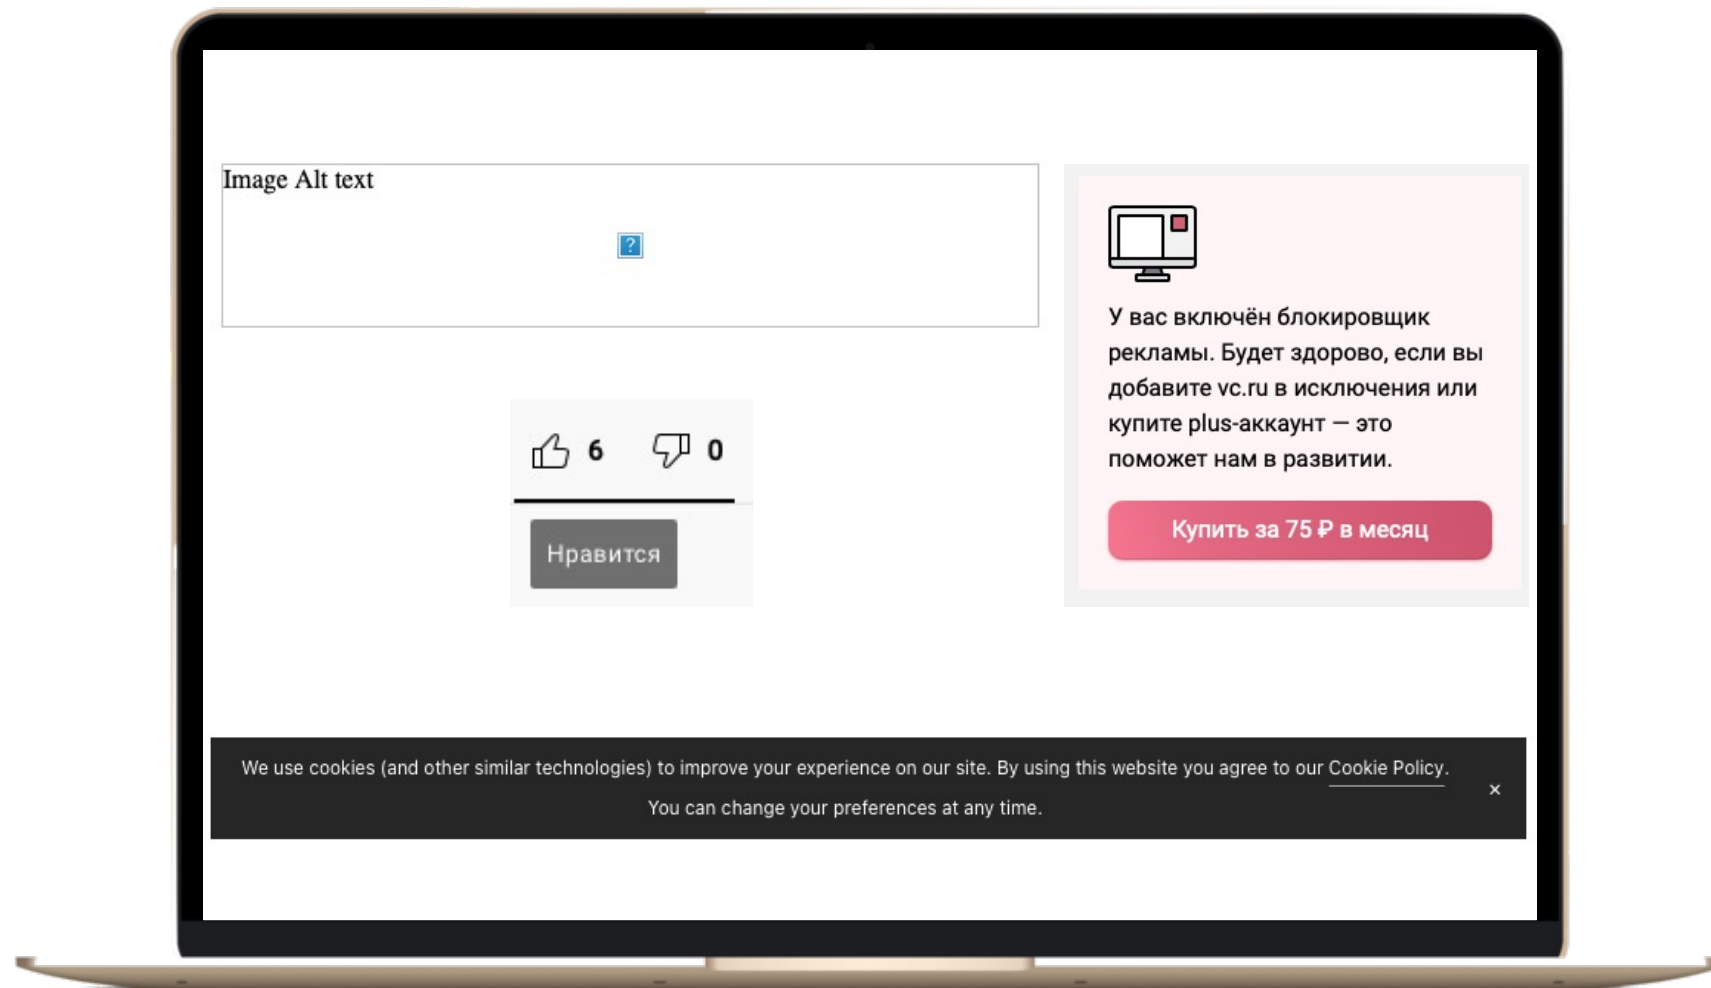 Image Alt text
?
У вас включён блокировщик
рекламы. Будет здорово, если вы
добавите vc.ru в исключения или
купите plus-аккаунт — это
поможет нам в развитии.
Купить за 75 ₽ в месяц
6 0
Нравится
We use cookies (and other similar technologies) to improve your experience on our site. By using this website you agree to our Cookie Policy.
You can change your preferences at any time.
×